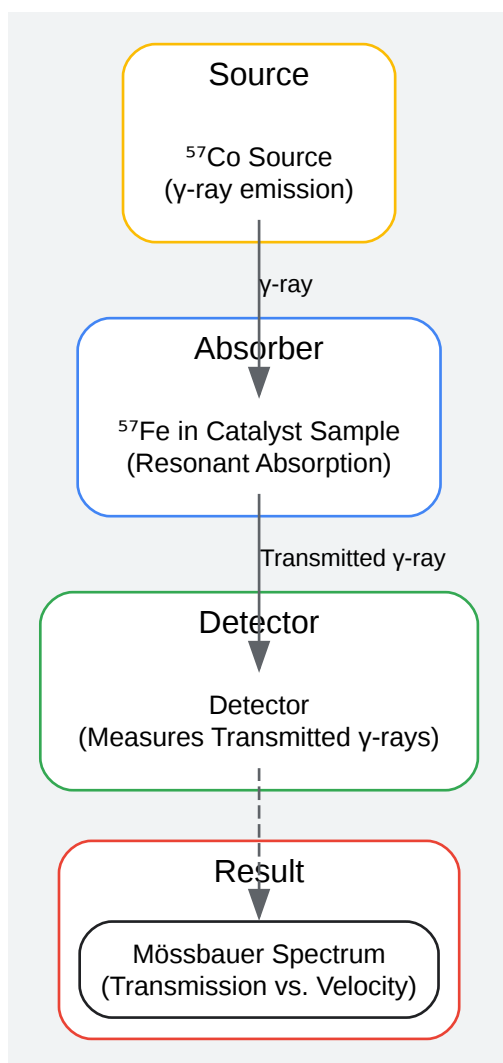 Source
⁵⁷Co Source
(γ-ray emission)
γ-ray
Absorber
⁵⁷Fe in Catalyst Sample
(Resonant Absorption)
Transmitted γ-ray
Detector
Detector
(Measures Transmitted γ-rays)
Result
Mössbauer Spectrum
(Transmission vs. Velocity)